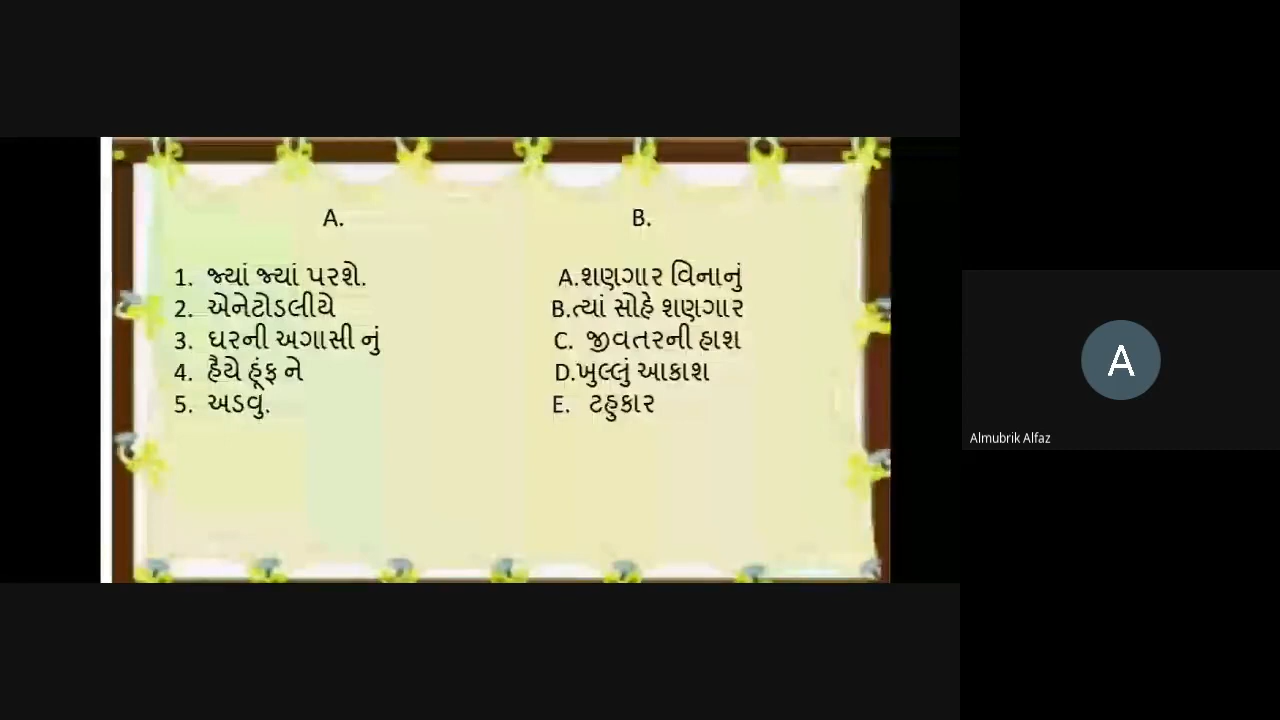 A. B.
1. જ્યાં જ્યાં પરશે. A.શણગાર વિનાનું
2. એનેટોડલીયે B.ત્યાં સોહે શણગાર
3. ઘરની અગાસી નું C. જીવતરની હાશ
4. હૈયે હૂંફ ને D.ખુલ્લું આકાશ
5. અડવું. E. ટહુકાર
A
Almubrik Alfaz